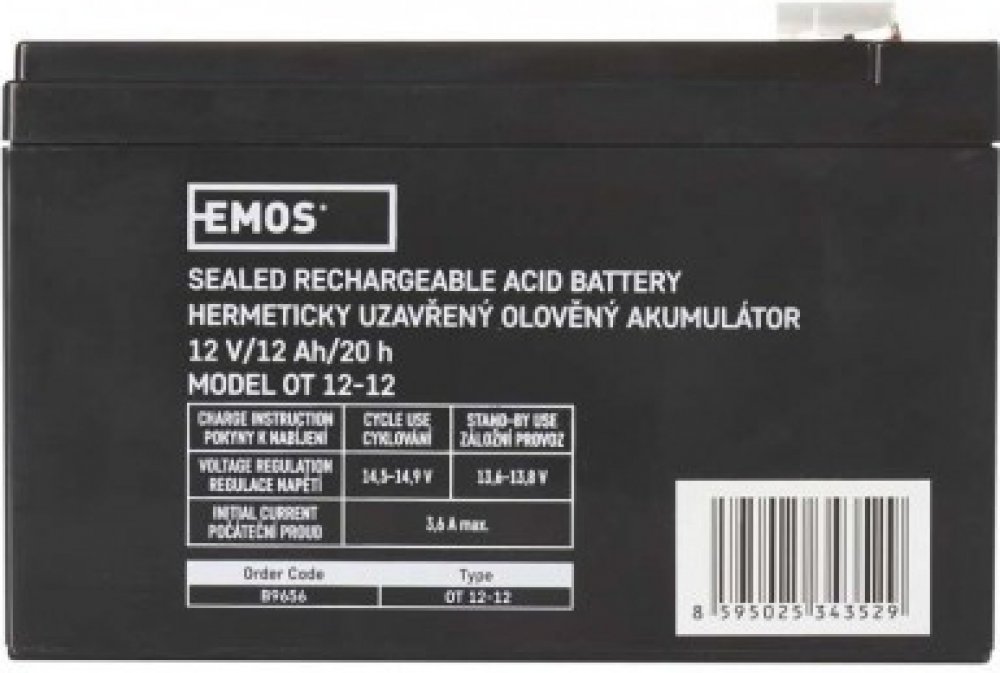 EMOS
SEALED RECHARGEABLE ACID BATTERY
HERMETICKY UZAVŘENÝ OLOVĚNÝ AKUMULÁTOR
12 V/12 Ah/20 h
MODEL OT 12-12
CHARGE INSTRUCTION CYCLE USE STAND-BY USE
POKYNY K NABÍJENÍ CYKLOVÁNÍ ZÁLOŽNÍ PROVOZ
VOLTAGE REGULATION
REGULACE NAPĚTÍ 14,5-14,9 V 13,6-13,8 V
INITIAL CURRENT
POČÁTEČNÍ PROUD 3,6 A max.
Order Code Type
B9656 OT 12-12
8 595025 343529